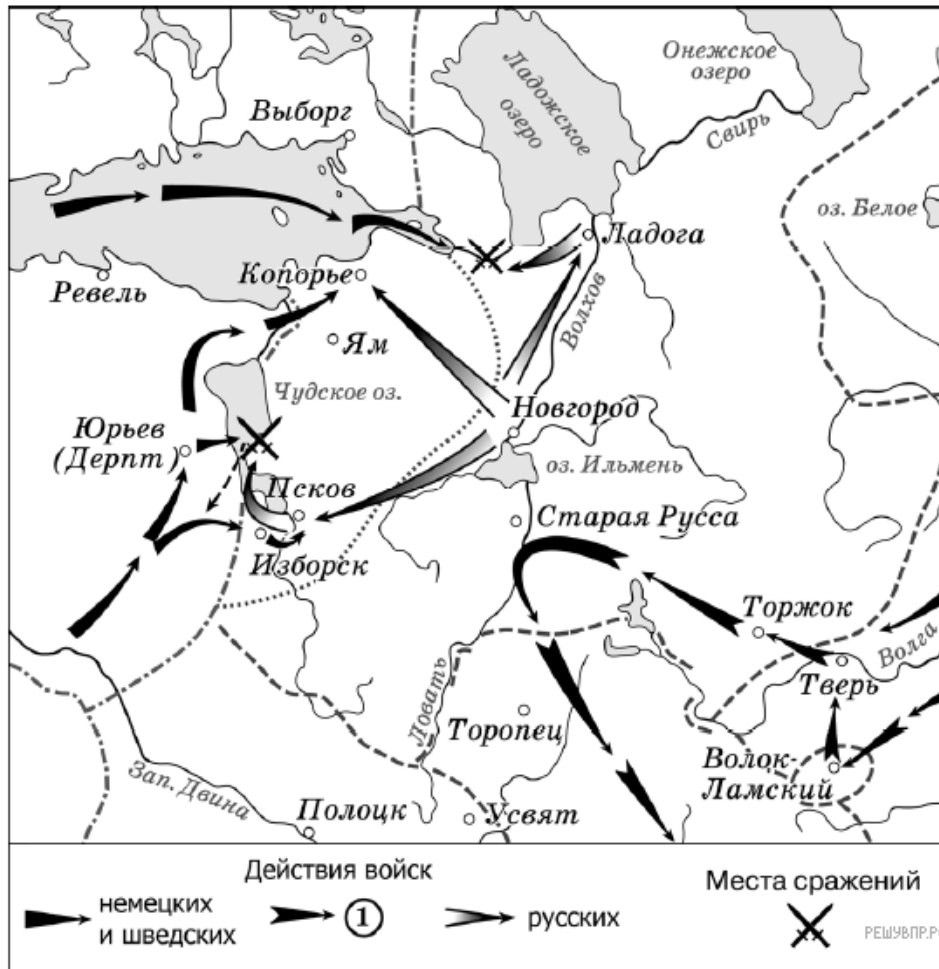 Онежское
озеро
Ладожское
озеро
Выборг
Свирь
оз. Белое
Ладога
Копорье
Ревель
Волхов
Ям
Чудское оз.
Новгород
Юрьев
(Дерпт)
оз. Ильмень
Псков
Старая Русса
Изборск
Торжок
Волга
Тверь
Ловать
Торопец
Волок-
Ламский
Зап. Двина
Полоцк
Усвят
Действия войск
Места сражений
немецких
и шведских
1
русских
РЕШУВПР.РФ